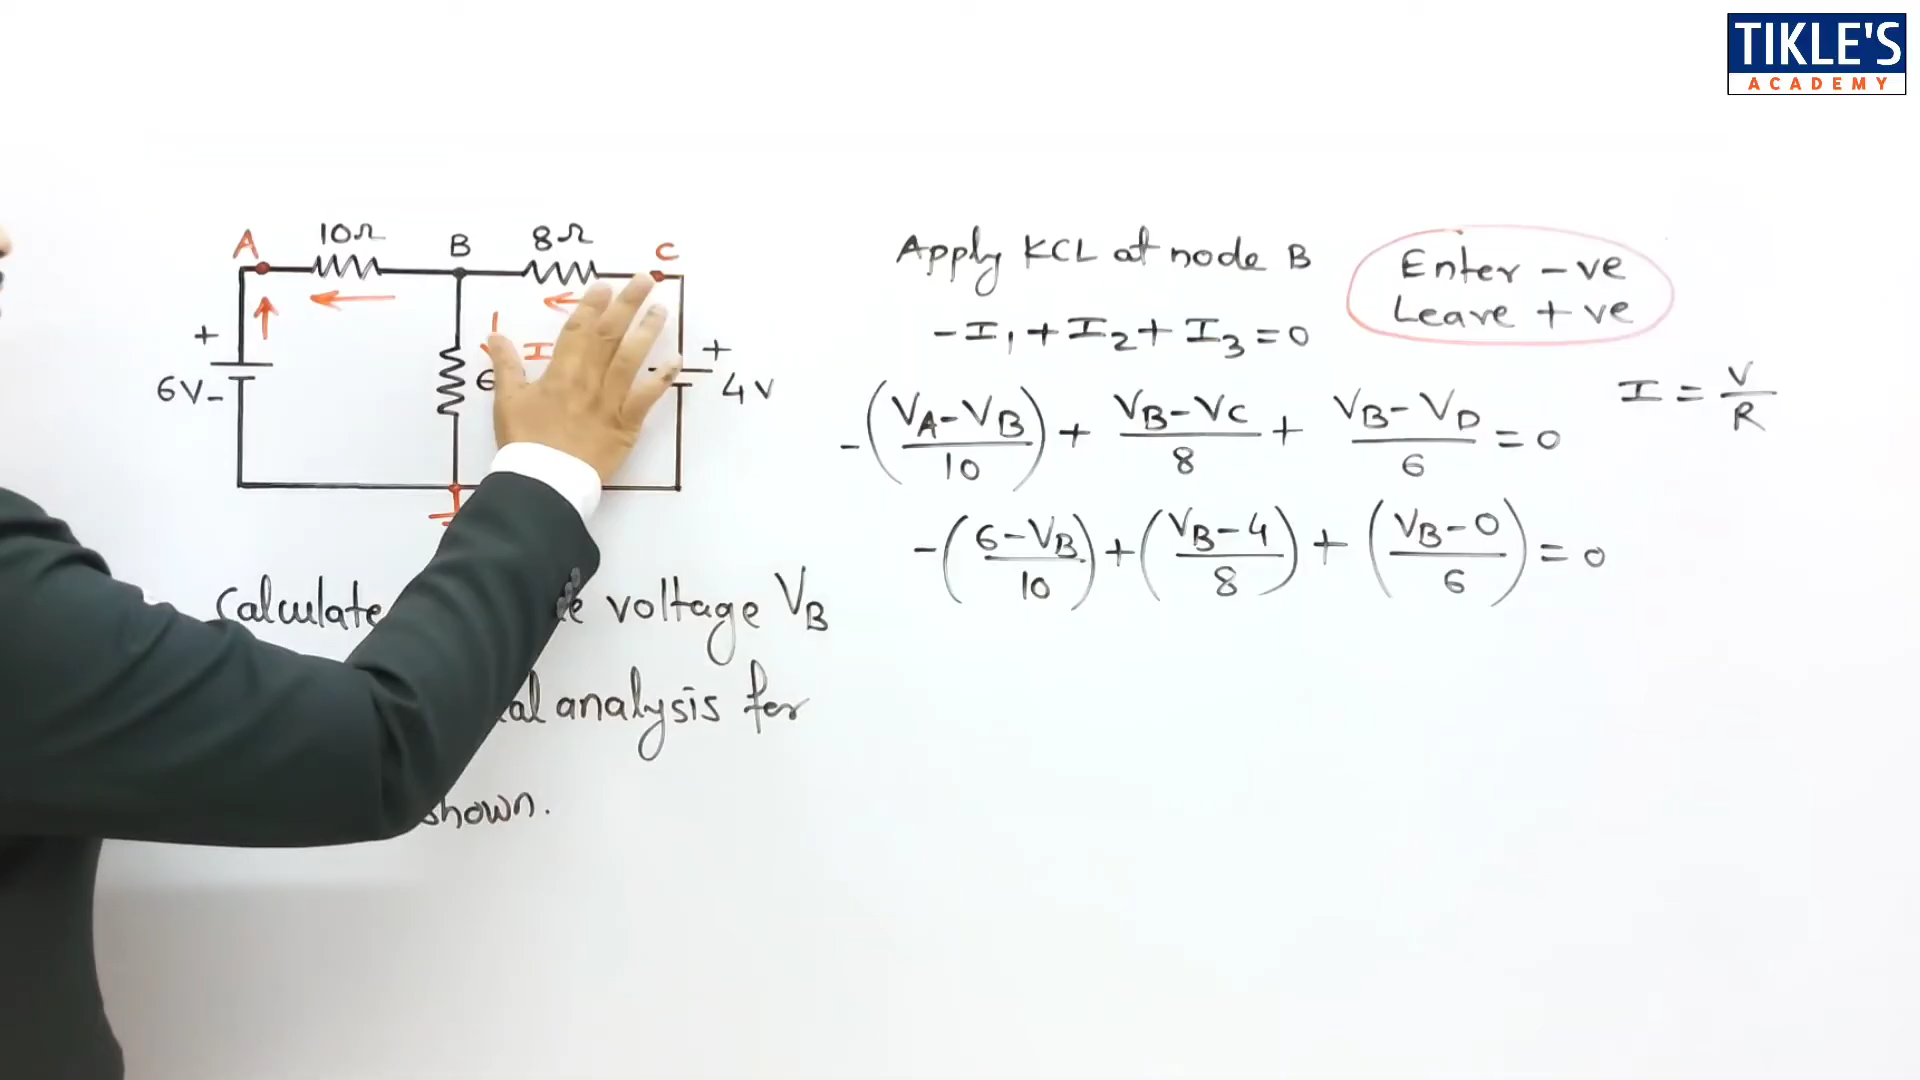 TIKLE'S
ACADEMY
A 10Ω B 8Ω C
+
6V-
6
I
+
-
4V
Calculate voltage VB
analysis for
shown.
Apply KCL at node B
Enter -ve
Leave +ve
-I1 + I2 + I3 = 0
I = V/R
-(VA-VB/10) + VB-VC/8 + VB-VD/6 = 0
-(6-VB/10) + (VB-4/8) + (VB-0/6) = 0